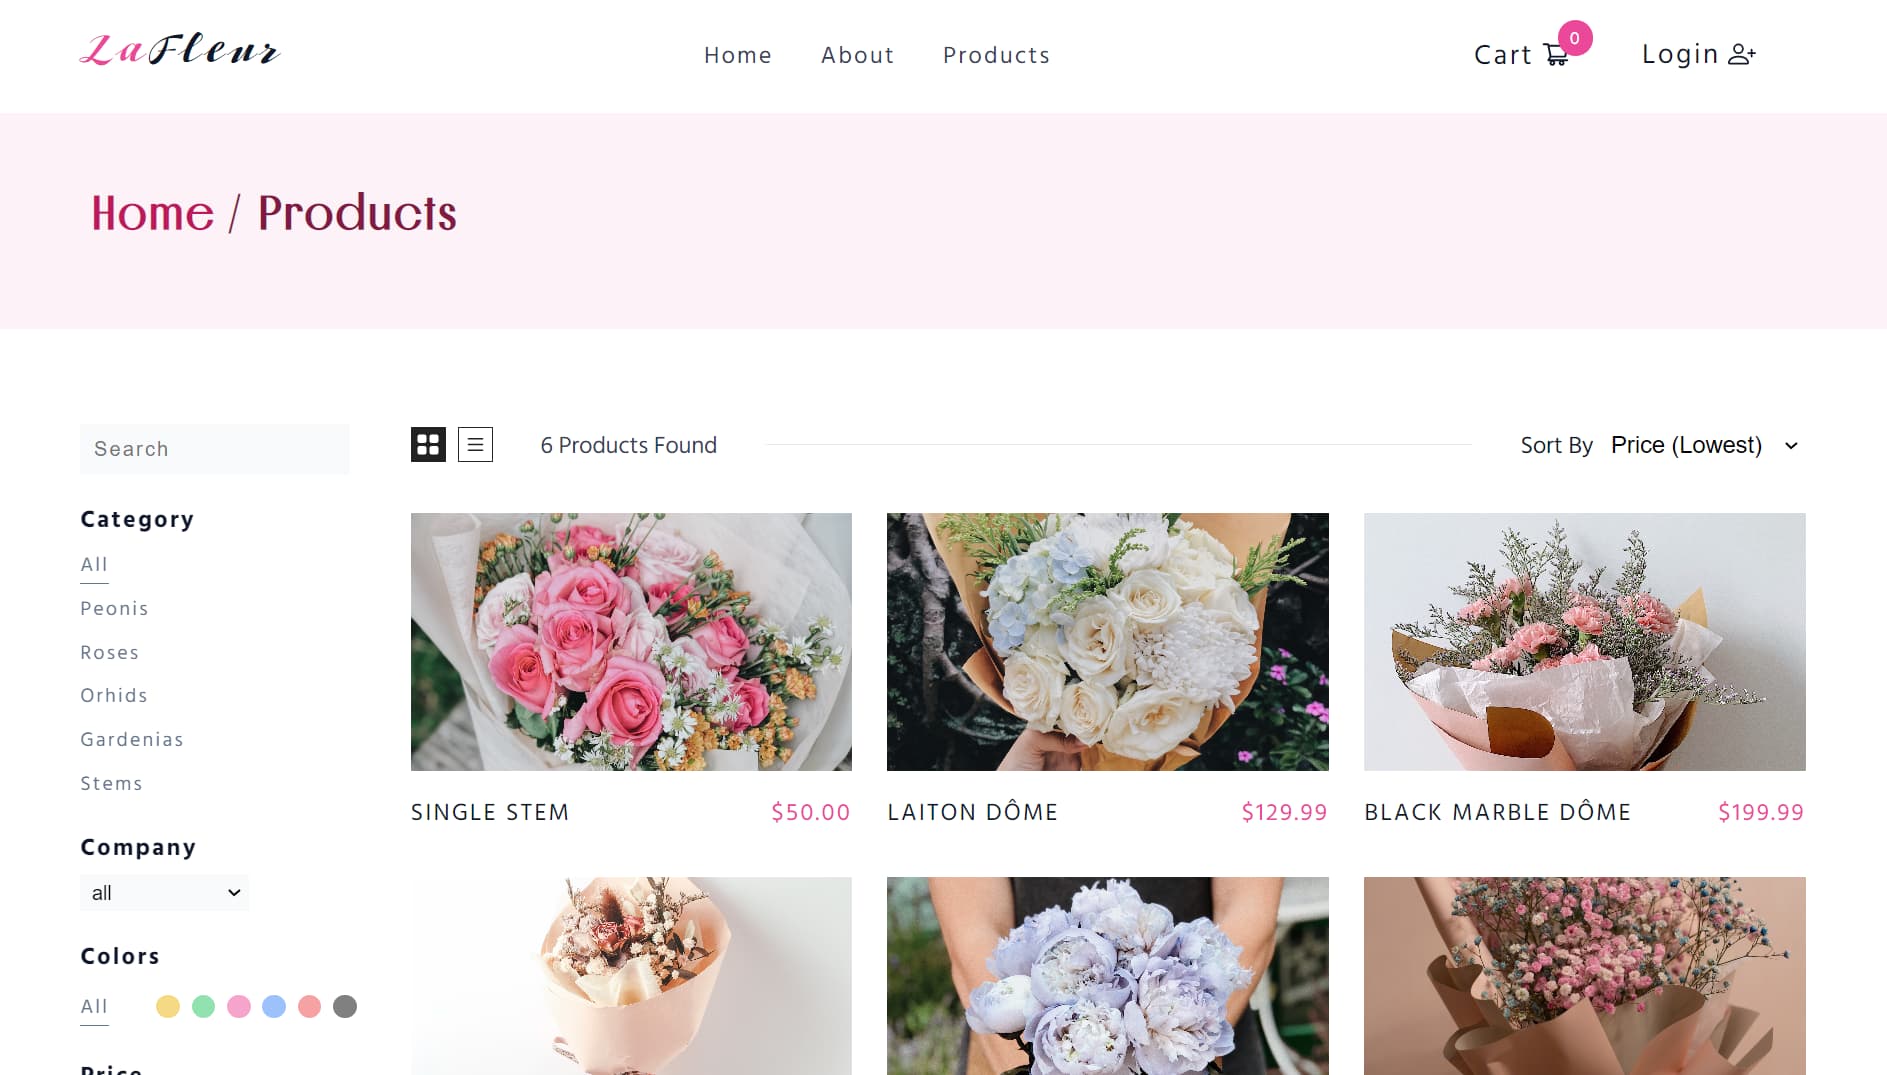 LaFleur
Home About Products
Cart 0 Login
Home / Products
Search
6 Products Found
Sort By Price (Lowest)
Category
All
Peonis
Roses
Orhids
Gardenias
Stems
Company
all
Colors
All
Price
SINGLE STEM $50.00
LAITON DÔME $129.99
BLACK MARBLE DÔME $199.99